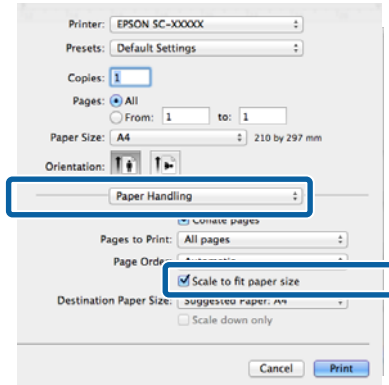 Printer: EPSON SC-XXXXX
Presets: Default Settings
Copies: 1
Pages: All
From: 1 to: 1
Paper Size: A4 210 by 297 mm
Orientation:
Paper Handling
Collate pages
Pages to Print: All pages
Page Order: Automatic
Scale to fit paper size
Destination Paper Size: Suggested Paper: A4
Scale down only
Cancel Print